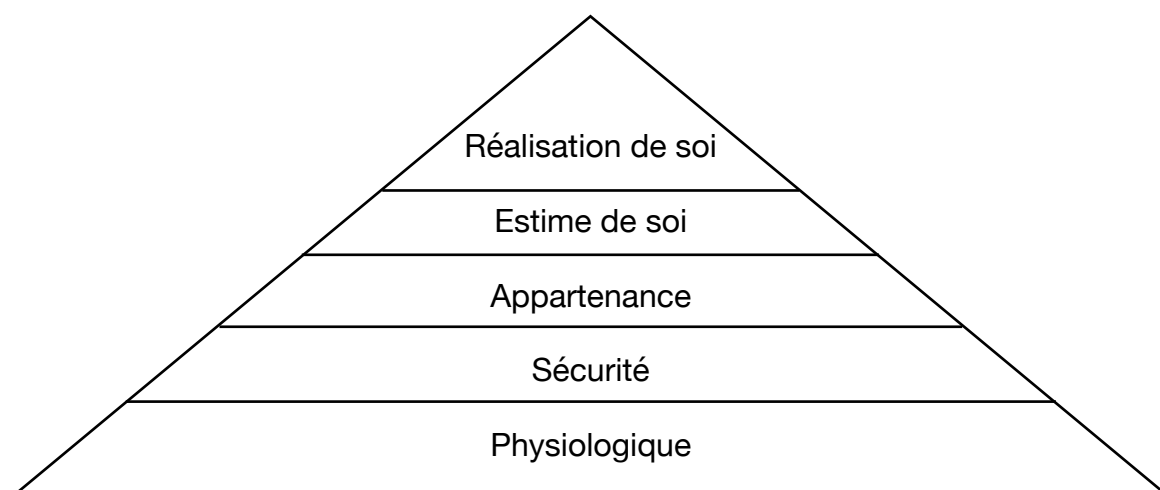 Réalisation de soi
Estime de soi
Appartenance
Sécurité
Physiologique